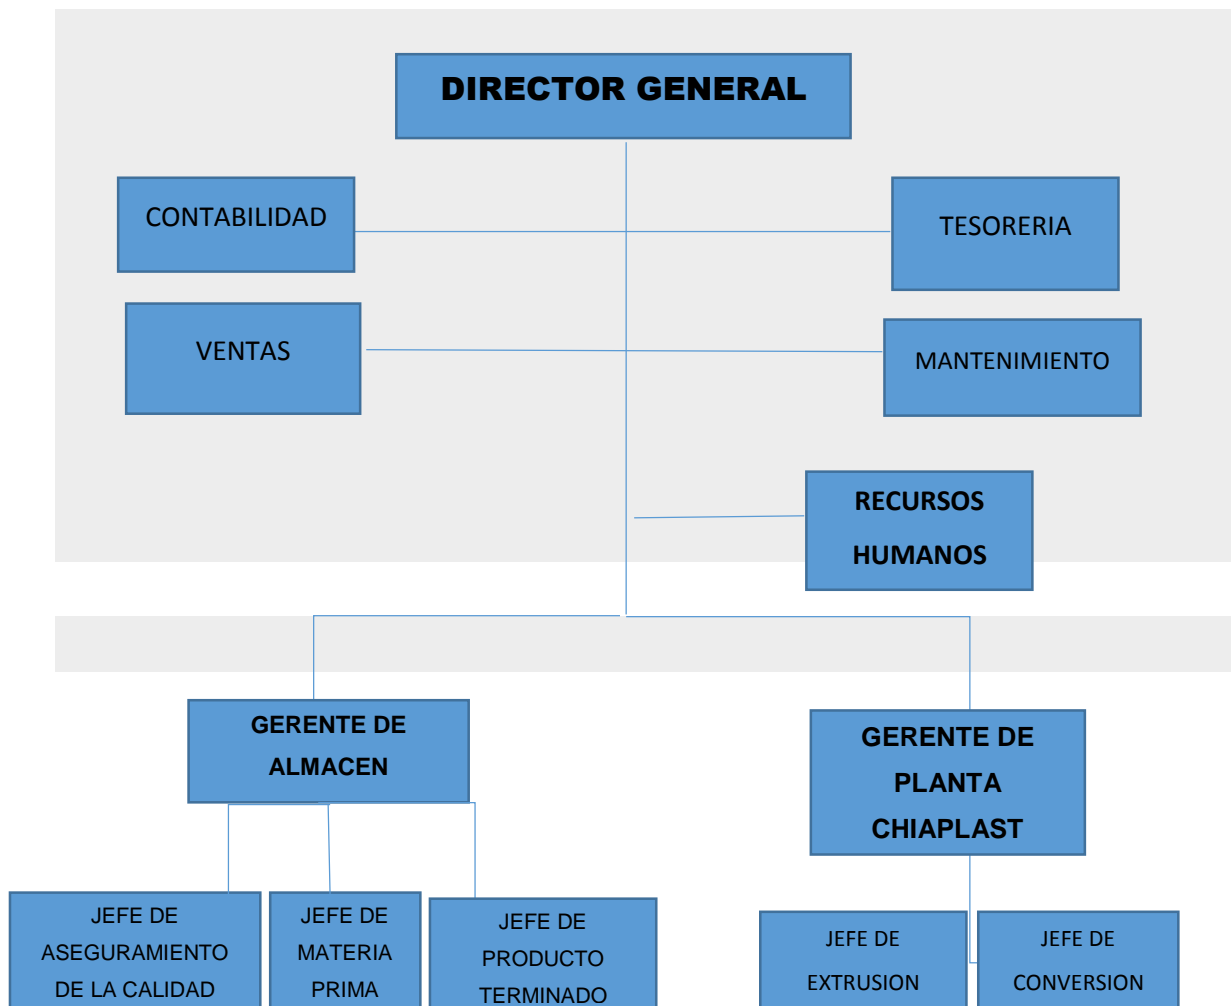 DIRECTOR GENERAL
CONTABILIDAD
TESORERIA
VENTAS
MANTENIMIENTO
RECURSOS
HUMANOS
GERENTE DE
ALMACEN
GERENTE DE
PLANTA
CHIAPLAST
JEFE DE
ASEGURAMIENTO
DE LA CALIDAD
JEFE DE
MATERIA
PRIMA
JEFE DE
PRODUCTO
TERMINADO
JEFE DE
EXTRUSION
JEFE DE
CONVERSION